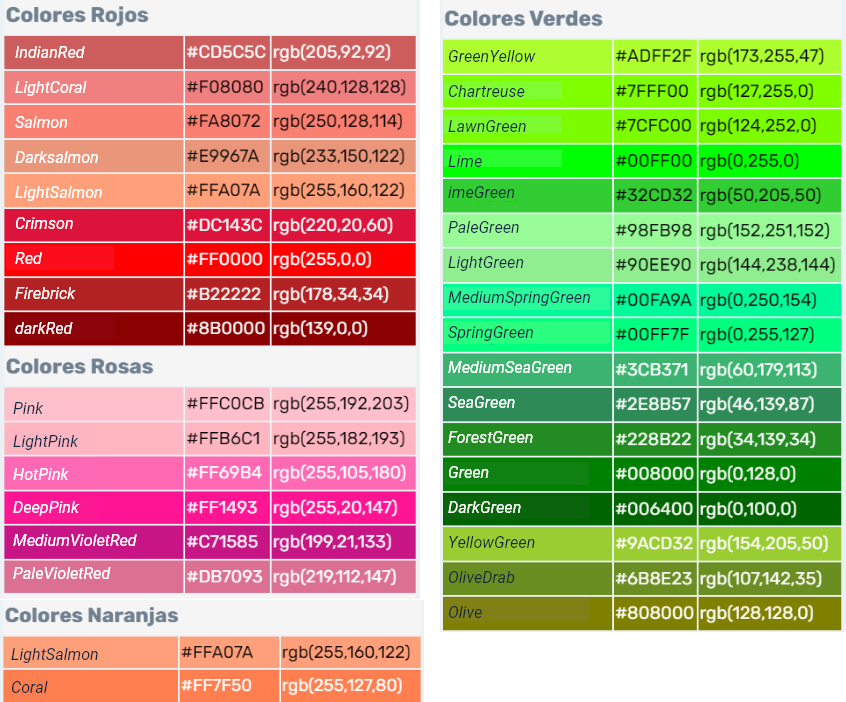 Colores Rojos
IndianRed #CD5C5C rgb(205,92,92)
LightCoral #F08080 rgb(240,128,128)
Salmon #FA8072 rgb(250,128,114)
Darksalmon #E9967A rgb(233,150,122)
LightSalmon #FFA07A rgb(255,160,122)
Crimson #DC143C rgb(220,20,60)
Red #FF0000 rgb(255,0,0)
Firebrick #B22222 rgb(178,34,34)
darkRed #8B0000 rgb(139,0,0)
Colores Rosas
Pink #FFC0CB rgb(255,192,203)
LightPink #FFB6C1 rgb(255,182,193)
HotPink #FF69B4 rgb(255,105,180)
DeepPink #FF1493 rgb(255,20,147)
MediumVioletRed #C71585 rgb(199,21,133)
PaleVioletRed #DB7093 rgb(219,112,147)
Colores Naranjas
LightSalmon #FFA07A rgb(255,160,122)
Coral #FF7F50 rgb(255,127,80)
Colores Verdes
GreenYellow #ADFF2F rgb(173,255,47)
Chartreuse #7FFF00 rgb(127,255,0)
LawnGreen #7CFC00 rgb(124,252,0)
Lime #00FF00 rgb(0,255,0)
imeGreen #32CD32 rgb(50,205,50)
PaleGreen #98FB98 rgb(152,251,152)
LightGreen #90EE90 rgb(144,238,144)
MediumSpringGreen #00FA9A rgb(0,250,154)
SpringGreen #00FF7F rgb(0,255,127)
MediumSeaGreen #3CB371 rgb(60,179,113)
SeaGreen #2E8B57 rgb(46,139,87)
ForestGreen #228B22 rgb(34,139,34)
Green #008000 rgb(0,128,0)
DarkGreen #006400 rgb(0,100,0)
YellowGreen #9ACD32 rgb(154,205,50)
OliveDrab #6B8E23 rgb(107,142,35)
Olive #808000 rgb(128,128,0)